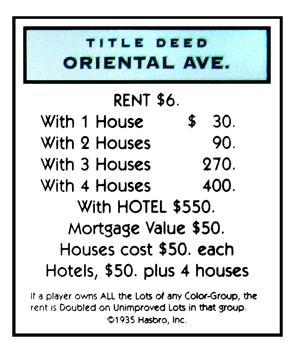 TITLE DEED
ORIENTAL AVE.
RENT $6.
With 1 House $ 30.
With 2 Houses 90.
With 3 Houses 270.
With 4 Houses 400.
With HOTEL $550.
Mortgage Value $50.
Houses cost $50. each
Hotels, $50. plus 4 houses
If a player owns ALL the Lots of any Color-Group, the
rent is Doubled on Unimproved Lots in that group.
©1935 Hasbro, Inc.